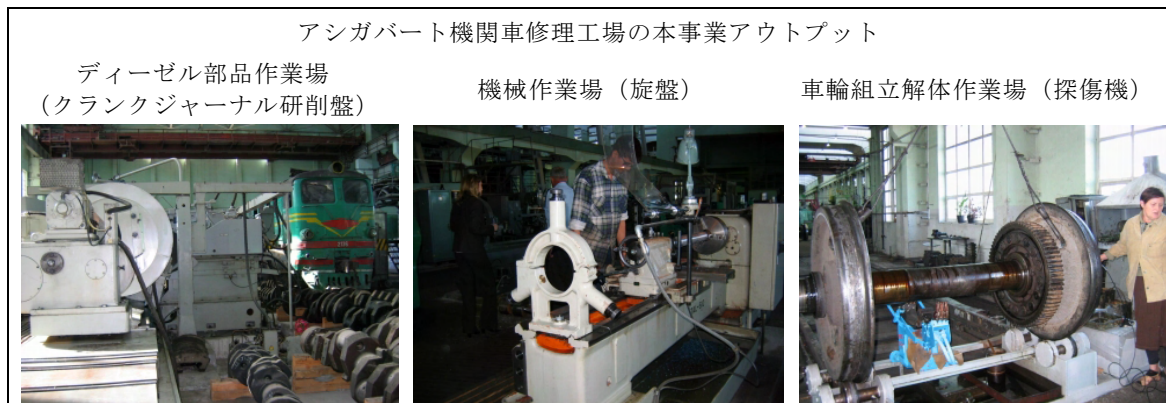 アシガバート機関車修理工場の本事業アウトプット
ディーゼル部品作業場
（クランクジャーナル研削盤）
機械作業場（旋盤）
車輪組立解体作業場（探傷機）